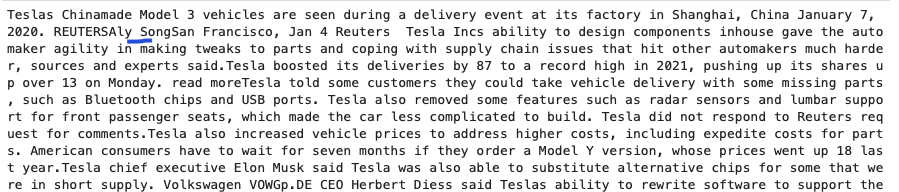 Teslas Chinamade Model 3 vehicles are seen during a delivery event at its factory in Shanghai, China January 7,
2020. REUTERSAly SongSan Francisco, Jan 4 Reuters  Tesla Incs ability to design components inhouse gave the auto
maker agility in making tweaks to parts and coping with supply chain issues that hit other automakers much harde
r, sources and experts said.Tesla boosted its deliveries by 87 to a record high in 2021, pushing up its shares u
p over 13 on Monday. read moreTesla told some customers they could take vehicle delivery with some missing parts
, such as Bluetooth chips and USB ports. Tesla also removed some features such as radar sensors and lumbar suppo
rt for front passenger seats, which made the car less complicated to build. Tesla did not respond to Reuters req
uest for comments.Tesla also increased vehicle prices to address higher costs, including expedite costs for part
s. American consumers have to wait for seven months if they order a Model Y version, whose prices went up 18 las
t year.Tesla chief executive Elon Musk said Tesla was also able to substitute alternative chips for some that we
re in short supply. Volkswagen VOWGp.DE CEO Herbert Diess said Teslas ability to rewrite software to support the